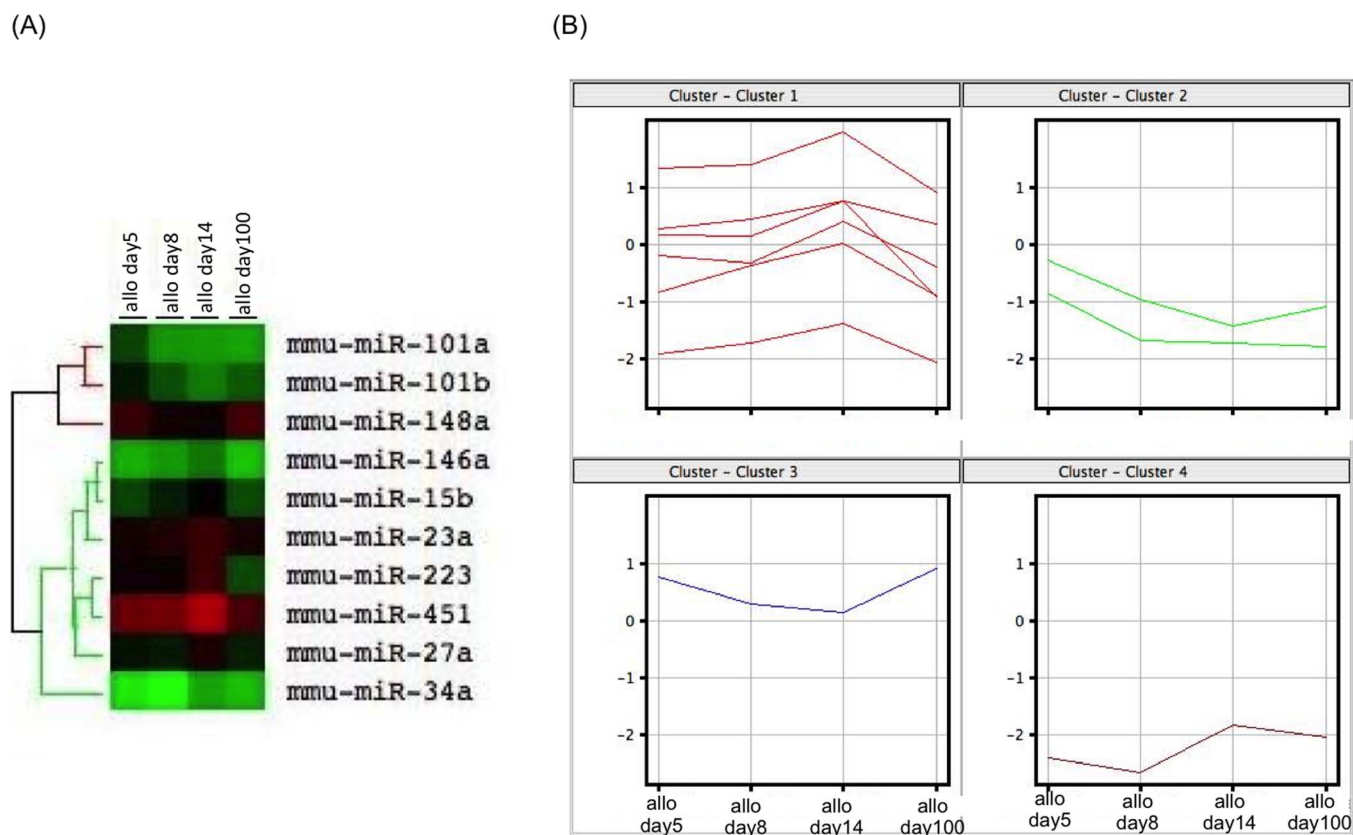 (A)
(B)
allo day5
allo day8
allo day14
allo day100
mmu-miR-101a
mmu-miR-101b
mmu-miR-148a
mmu-miR-146a
mmu-miR-15b
mmu-miR-23a
mmu-miR-223
mmu-miR-451
mmu-miR-27a
mmu-miR-34a
Cluster - Cluster 1
1
0
-1
-2
Cluster - Cluster 2
1
0
-1
-2
Cluster - Cluster 3
1
0
-1
-2
allo
day5
allo
day8
allo
day14
allo
day100
Cluster - Cluster 4
1
0
-1
-2
allo
day5
allo
day8
allo
day14
allo
day100